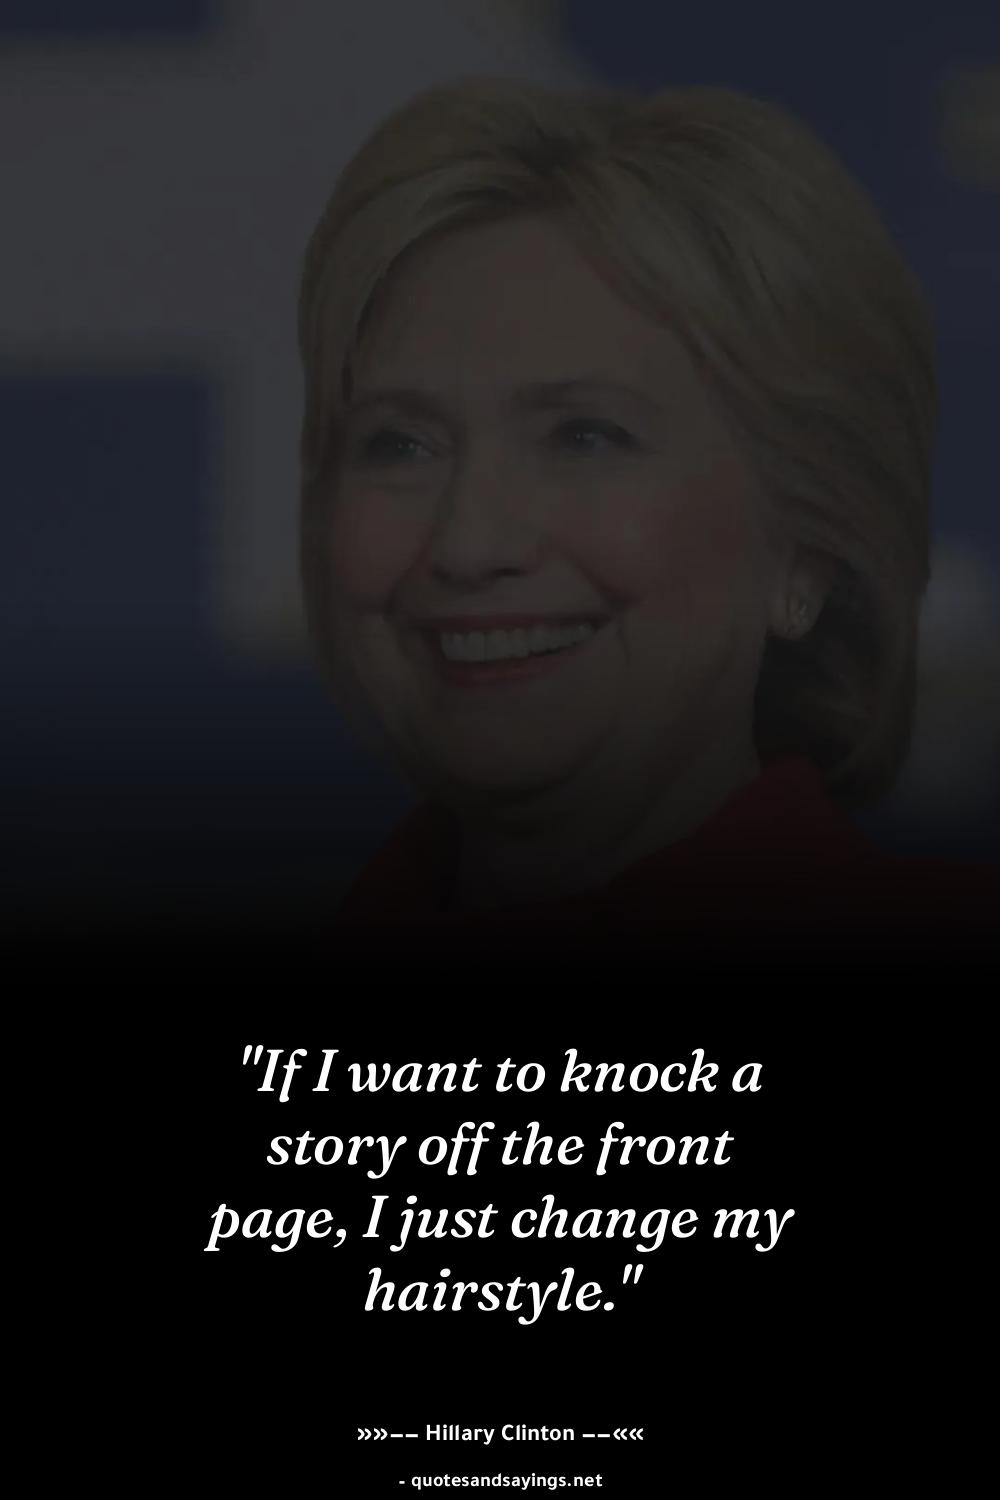 "If I want to knock a
story off the front
page, I just change my
hairstyle."
»»−− Hillary Clinton −−««
- quotesandsayings.net